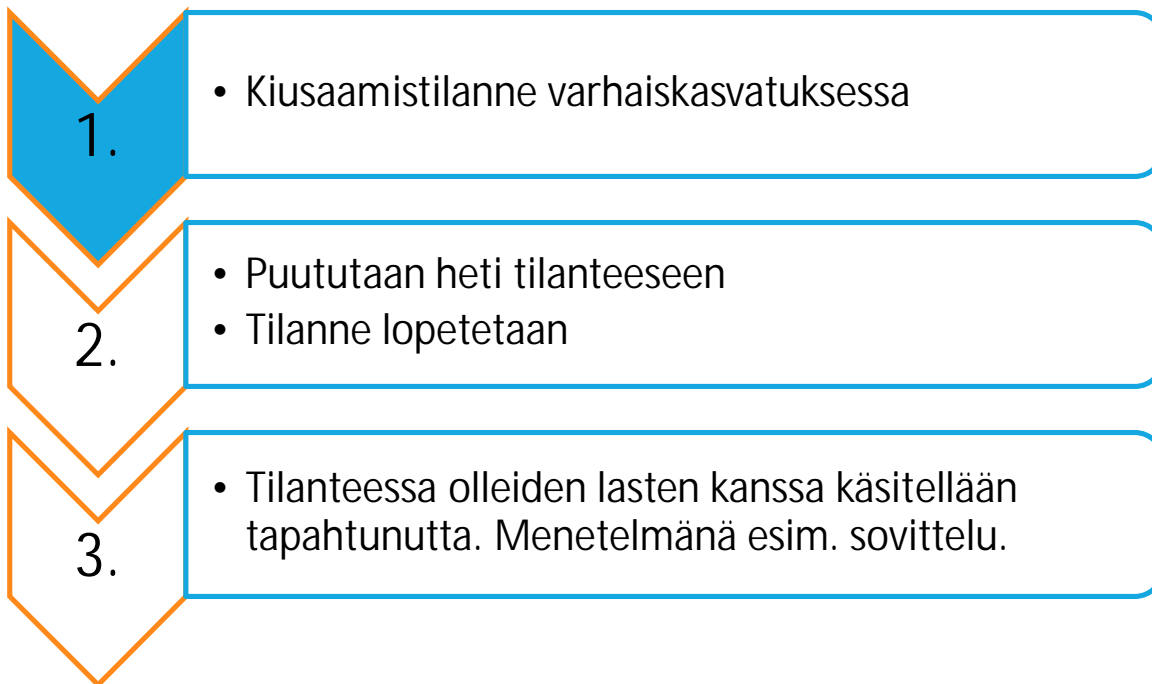 1.
• Kiusaamistilanne varhaiskasvatuksessa
2.
• Puututaan heti tilanteeseen
• Tilanne lopetetaan
3.
• Tilanteessa olleiden lasten kanssa käsitellään
tapahtunutta. Menetelmänä esim. sovittelu.